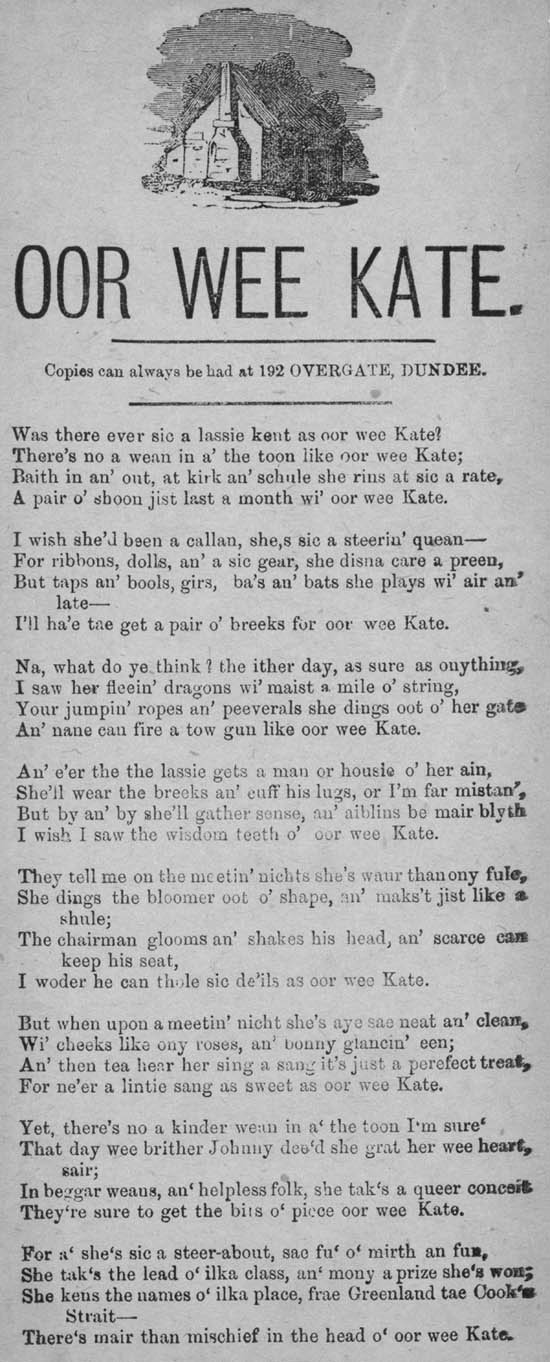 OOR WEE KATE.
Copies can always be had at 192 OVERGATE, DUNDEE.
Was there ever sic a lassie kent as oor wee Kate?
There's no a wean in a' the toon like oor wee Kate;
Baith in an' out, at kirk an' schule she rins at sic a rate,
A pair o' shoon jist last a month wi' oor wee Kate.
I wish she'd been a callan, she,s sic a steerin' quean—
For ribbons, dolls, an' a sic gear, she disna care a preen,
But taps an' bools, girs, ba's an' bats she plays wi' air an'
late—
I'll ha'e tae get a pair o' breeks for oor wee Kate.
Na, what do ye think? the ither day, as sure as onything,
I saw her fleein' dragons wi' maist a mile o' string,
Your jumpin' ropes an' peeverals she dings oot o' her gate
An' nane can fire a tow gun like oor wee Kate.
An' e'er the the lassie gets a man or housie o' her ain,
She'll wear the breeks an' cuff his lugs, or I'm far mistan',
But by an' by she'll gather sense, an' aiblins be mair blyth
I wish I saw the wisdom teeth o' oor wee Kate.
They tell me on the meetin' nichts she's waur than ony fule,
She dings the bloomer oot o' shape, an' maks't jist like a
shule;
The chairman glooms an' shakes his head, an' scarce can
keep his seat,
I woder he can thole sic de'ils as oor wee Kate.
But when upon a meetin' nicht she's aye sae neat an' clean,
Wi' cheeks like ony roses, an' bonny glancin' een;
An' then tea hear her sing a sang it's just a perefect treat,
For ne'er a lintie sang as sweet as oor wee Kate.
Yet, there's no a kinder wean in a‘ the toon I‘m sure‘
That day wee brither Johnny dee‘d she grat her wee heart,
sair;
In beggar weans, an‘ helpless folk, she tak‘s a queer conceit
They‘re sure to get the bits o‘ piece oor wee Kate.
For a‘ she‘s sic a steer-about, sae fu‘ o‘ mirth an fun,
She tak‘s the lead o‘ ilka class, an‘ mony a prize she‘s won;
She kens the names o‘ ilka place, frae Greenland tae Cook‘s
Strait—
There‘s mair than mischief in the head o‘ oor wee Kate.